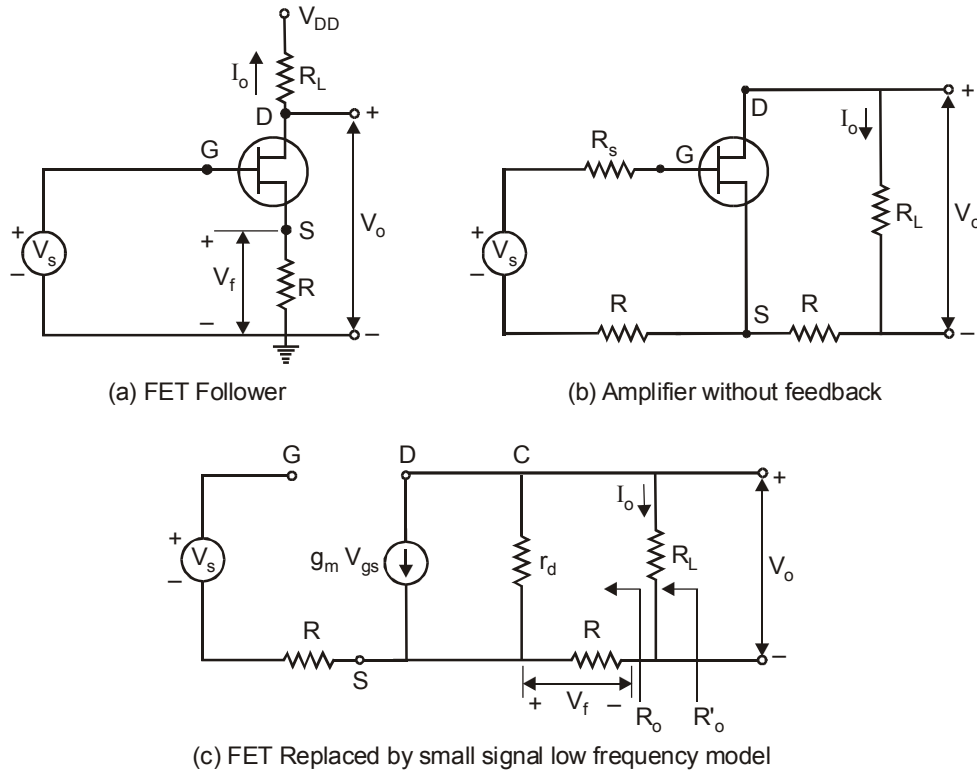 V_DD
I_o
R_L
D
+
G
S
+
V_s
–
+
V_f
–
R
V_o
–
(a) FET Follower
D
+
I_o
R_s
G
R_L
V_o
+
V_s
–
R
S
R
–
(b) Amplifier without feedback
G
D
C
+
I_o
+
V_s
–
g_m V_gs
r_d
R_L
V_o
R
S
R
–
+ V_f –
R_o
R'_o
(c) FET Replaced by small signal low frequency model